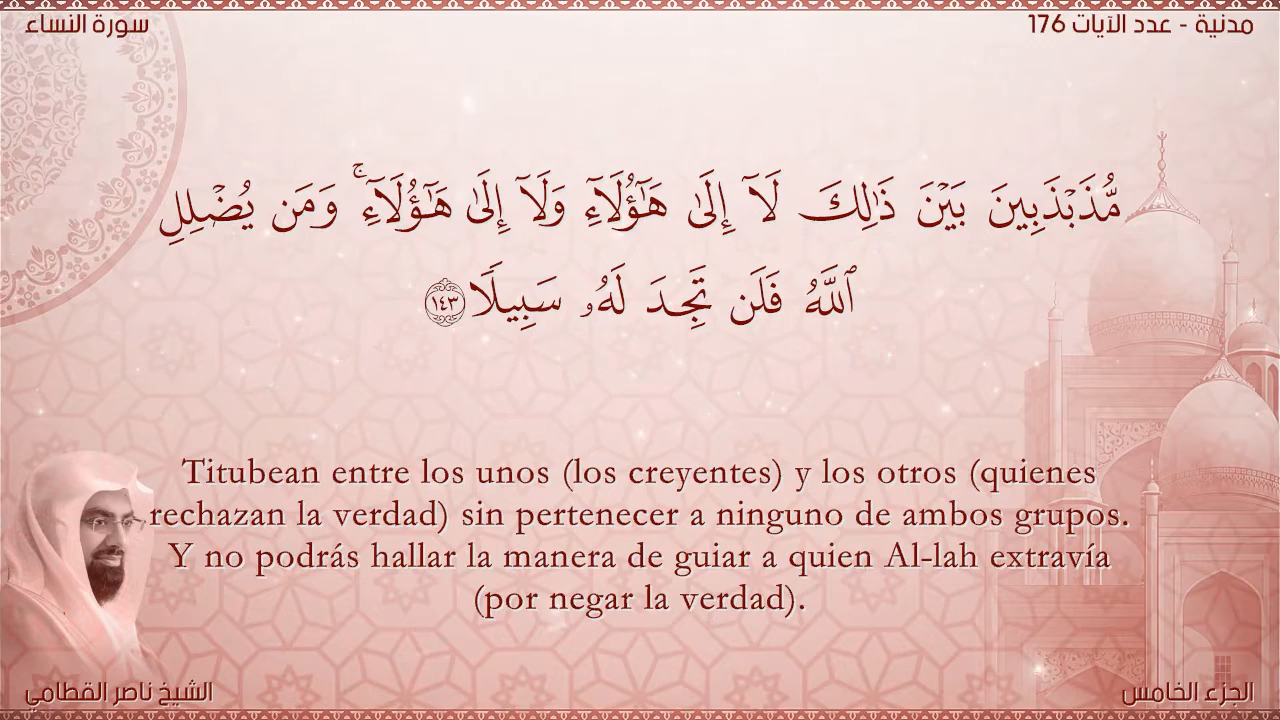 مدنية - عدد الآيات 176
سورة النساء
مُّذَبْذَبِينَ بَيْنَ ذَٰلِكَ لَآ إِلَىٰ هَٰٓؤُلَآءِ وَلَآ إِلَىٰ هَٰٓؤُلَآءِ ۚ وَمَن يُضْلِلِ
ٱللَّهُ فَلَن تَجِدَ لَهُۥ سَبِيلًا ١٤٣
Titubean entre los unos (los creyentes) y los otros (quienes
rechazan la verdad) sin pertenecer a ninguno de ambos grupos.
Y no podrás hallar la manera de guiar a quien Al-lah extravía
(por negar la verdad).
الجزء الخامس
الشيخ ناصر القطامي